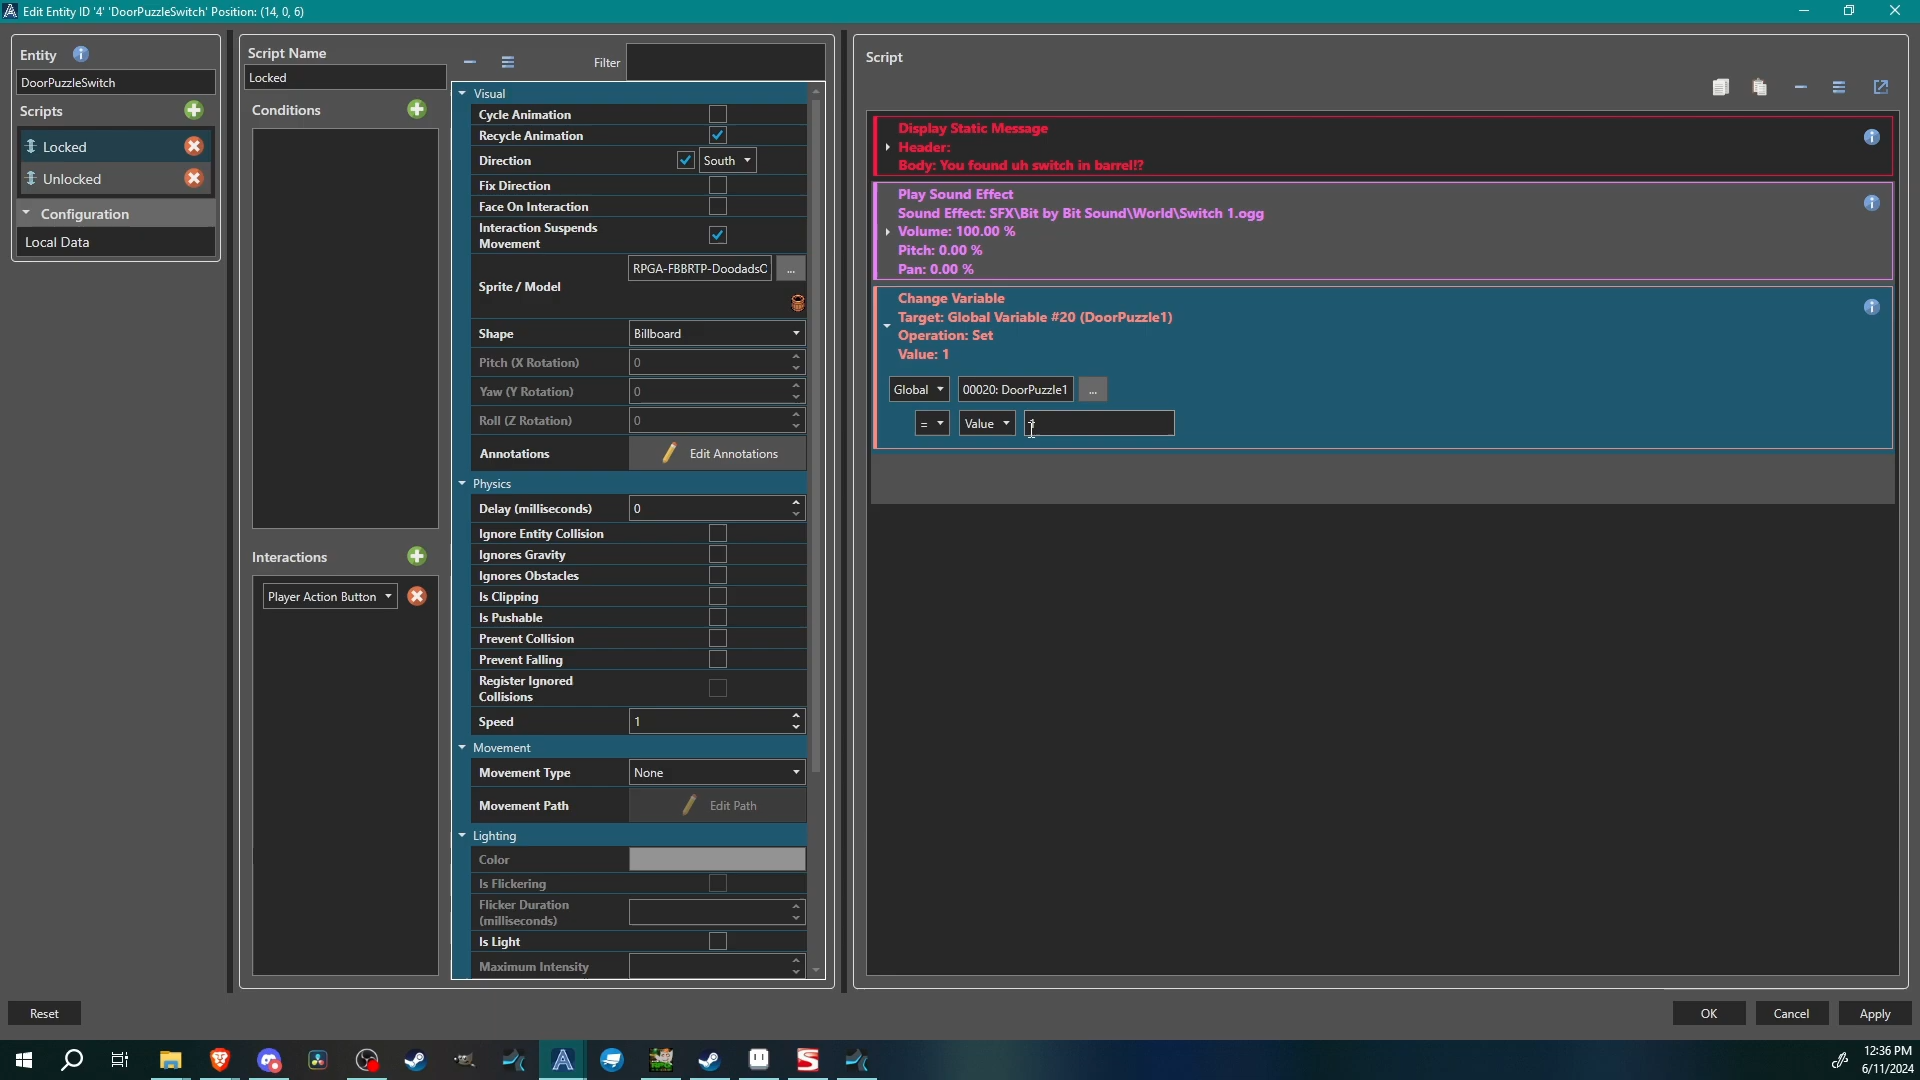 Edit Entity ID '4' 'DoorPuzzleSwitch' Position: (14, 0, 6)
Entity
DoorPuzzleSwitch
Scripts
Locked
Unlocked
Configuration
Local Data
Script Name
Locked
Conditions
Interactions
Player Action Button
Filter
Visual
Cycle Animation
Recycle Animation
Direction
South
Fix Direction
Face On Interaction
Interaction Suspends
Movement
Sprite / Model
RPGA-FBBRTP-DoodadsC
...
Shape
Billboard
Pitch (X Rotation)
0
Yaw (Y Rotation)
0
Roll (Z Rotation)
0
Annotations
Edit Annotations
Physics
Delay (milliseconds)
0
Ignore Entity Collision
Ignores Gravity
Ignores Obstacles
Is Clipping
Is Pushable
Prevent Collision
Prevent Falling
Register Ignored
Collisions
Speed
1
Movement
Movement Type
None
Movement Path
Edit Path
Lighting
Color
Is Flickering
Flicker Duration
(milliseconds)
Is Light
Maximum Intensity
Script
Display Static Message
Header:
Body: You found uh switch in barrel!?
Play Sound Effect
Sound Effect: SFX\Bit by Bit Sound\World\Switch 1.ogg
Volume: 100.00 %
Pitch: 0.00 %
Pan: 0.00 %
Change Variable
Target: Global Variable #20 (DoorPuzzle1)
Operation: Set
Value: 1
Global
00020: DoorPuzzle1
...
=
Value
Reset
OK
Cancel
Apply
12:36 PM
6/11/2024